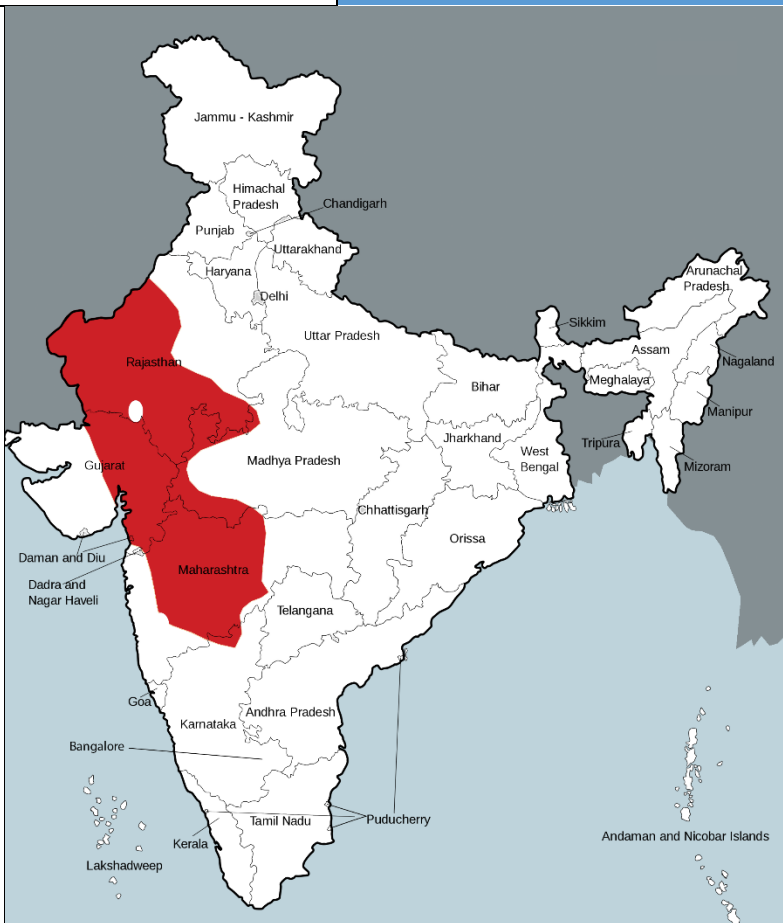 Jammu - Kashmir
Himachal
Pradesh
Chandigarh
Punjab
Uttarakhand
Haryana
Delhi
Arunachal
Pradesh
Sikkim
Uttar Pradesh
Rajasthan
Assam
Nagaland
Meghalaya
Bihar
Manipur
Jharkhand
Tripura
West
Bengal
Gujarat
Madhya Pradesh
Mizoram
Chhattisgarh
Orissa
Daman and Diu
Maharashtra
Dadra and
Nagar Haveli
Telangana
Goa
Andhra Pradesh
Karnataka
Bangalore
Tamil Nadu
Puducherry
Kerala
Andaman and Nicobar Islands
Lakshadweep